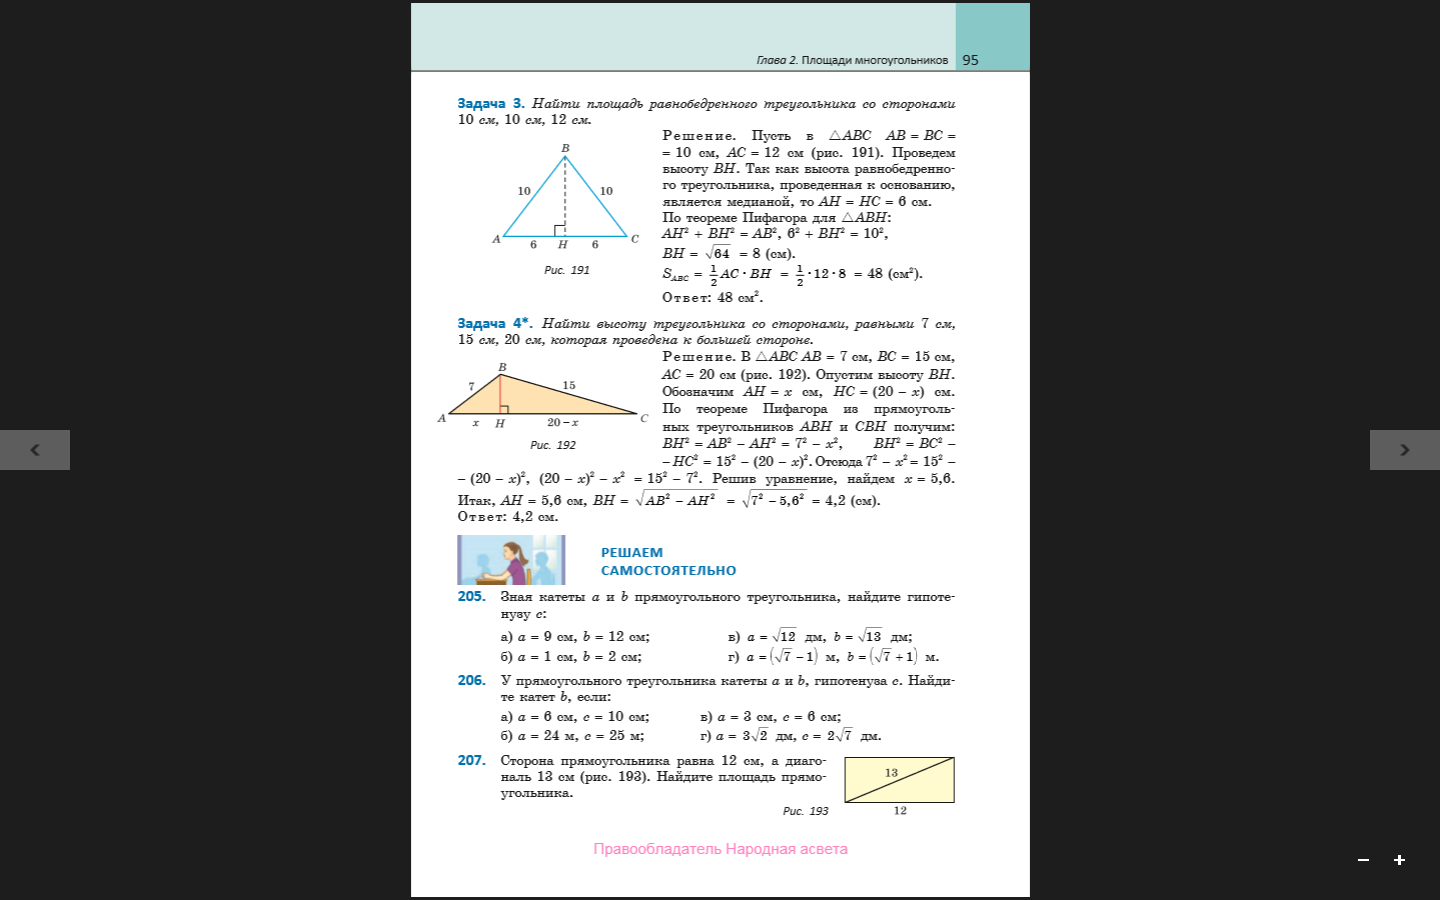 Глава 2. Площади многоугольников 95
Задача 3. Найти площадь равнобедренного треугольника со сторонами
10 см, 10 см, 12 см.
Решение. Пусть в △ABC AB = BC =
= 10 см, AC = 12 см (рис. 191). Проведем
высоту BH. Так как высота равнобедренно-
го треугольника, проведенная к основанию,
является медианой, то AH = HC = 6 см.
По теореме Пифагора для △ABH:
AH² + BH² = AB², 6² + BH² = 10²,
BH = √64 = 8 (см).
S_ABC = 1/2 AC · BH = 1/2 · 12 · 8 = 48 (см²).
Ответ: 48 см².
B
10 10
A 6 H 6 C
Рис. 191
Задача 4*. Найти высоту треугольника со сторонами, равными 7 см,
15 см, 20 см, которая проведена к большей стороне.
Решение. В △ABC AB = 7 см, BC = 15 см,
AC = 20 см (рис. 192). Опустим высоту BH.
Обозначим AH = x см, HC = (20 − x) см.
По теореме Пифагора из прямоуголь-
ных треугольников ABH и CBH получим:
BH² = AB² − AH² = 7² − x², BH² = BC² −
− HC² = 15² − (20 − x)². Отсюда 7² − x² = 15² −
− (20 − x)², (20 − x)² − x² = 15² − 7². Решив уравнение, найдем x = 5,6.
Итак, AH = 5,6 см, BH = √(AB² − AH²) = √(7² − 5,6²) = 4,2 (см).
Ответ: 4,2 см.
B
7 15
A x H 20 − x C
Рис. 192
РЕШАЕМ
САМОСТОЯТЕЛЬНО
205. Зная катеты a и b прямоугольного треугольника, найдите гипоте-
нузу c:
а) a = 9 см, b = 12 см; в) a = √12 дм, b = √13 дм;
б) a = 1 см, b = 2 см; г) a = (√7 − 1) м, b = (√7 + 1) м.
206. У прямоугольного треугольника катеты a и b, гипотенуза c. Найди-
те катет b, если:
а) a = 6 см, c = 10 см; в) a = 3 см, c = 6 см;
б) a = 24 м, c = 25 м; г) a = 3√2 дм, c = 2√7 дм.
207. Сторона прямоугольника равна 12 см, а диаго-
наль 13 см (рис. 193). Найдите площадь прямо-
угольника.
13
12
Рис. 193
Правообладатель Народная асвета